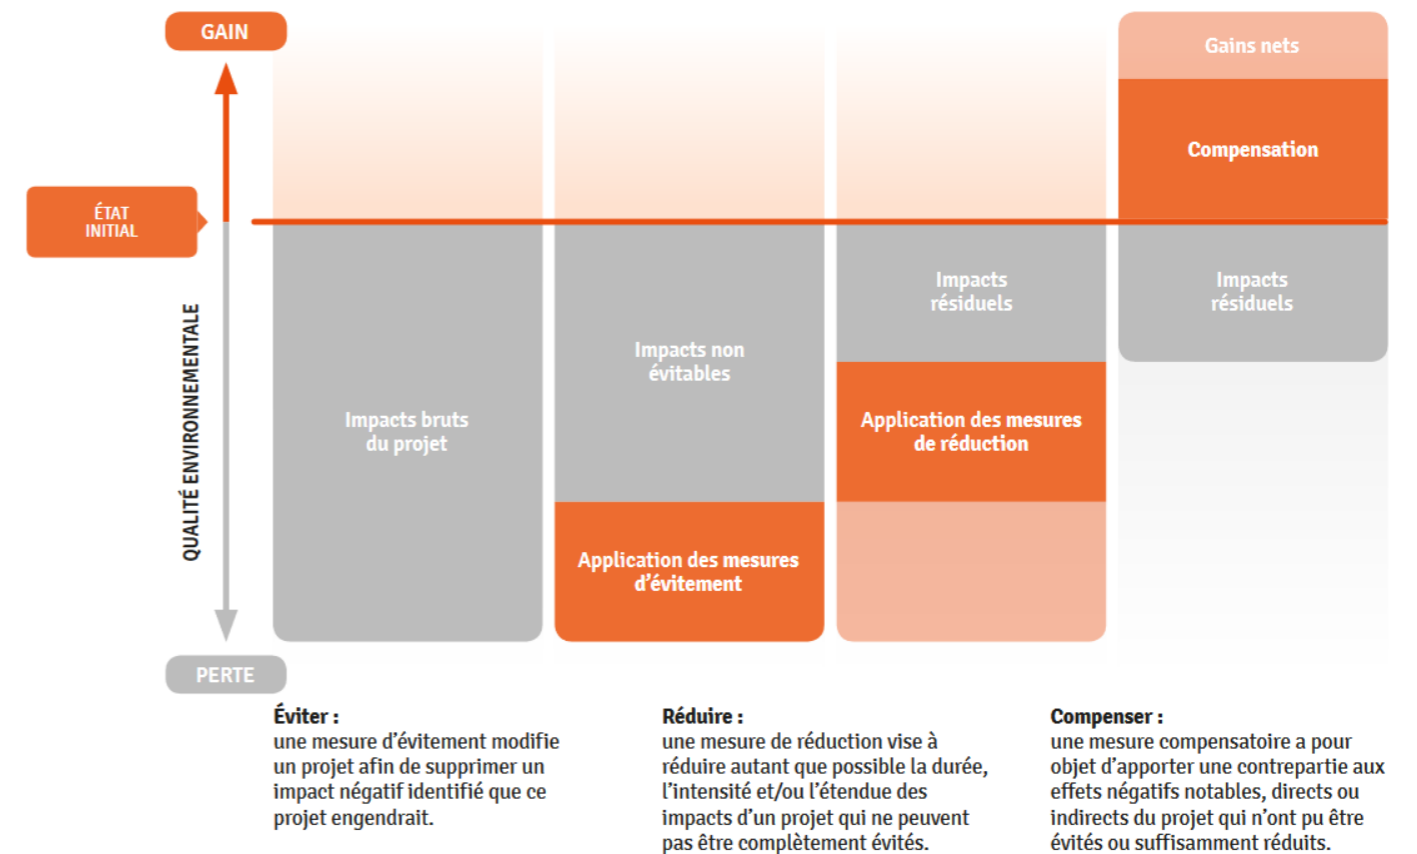 GAIN
Gains nets
Compensation
ÉTAT
INITIAL
Impacts
résiduels
Impacts
résiduels
Impacts non
évitables
Impacts bruts
du projet
Application des mesures
de réduction
Application des mesures
d'évitement
QUALITÉ ENVIRONNEMENTALE
PERTE
Éviter :
une mesure d'évitement modifie
un projet afin de supprimer un
impact négatif identifié que ce
projet engendrait.
Réduire :
une mesure de réduction vise à
réduire autant que possible la durée,
l'intensité et/ou l'étendue des
impacts d'un projet qui ne peuvent
pas être complètement évités.
Compenser :
une mesure compensatoire a pour
objet d'apporter une contrepartie aux
effets négatifs notables, directs ou
indirects du projet qui n'ont pu être
évités ou suffisamment réduits.